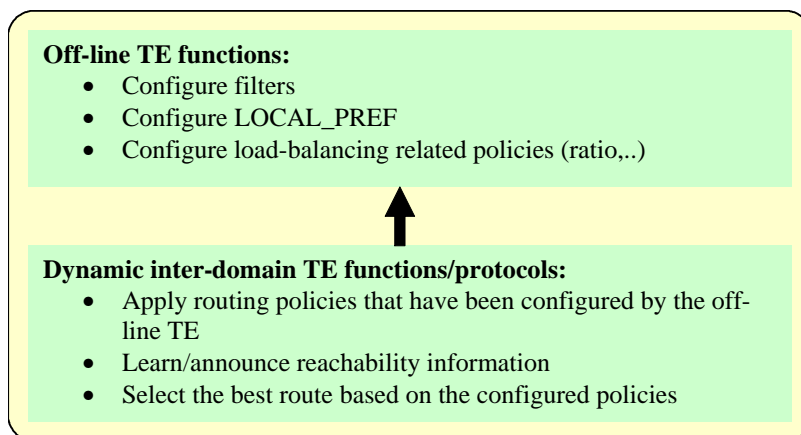 Off-line TE functions:
• Configure filters
• Configure LOCAL_PREF
• Configure load-balancing related policies (ratio,..)
Dynamic inter-domain TE functions/protocols:
• Apply routing policies that have been configured by the off-
line TE
• Learn/announce reachability information
• Select the best route based on the configured policies